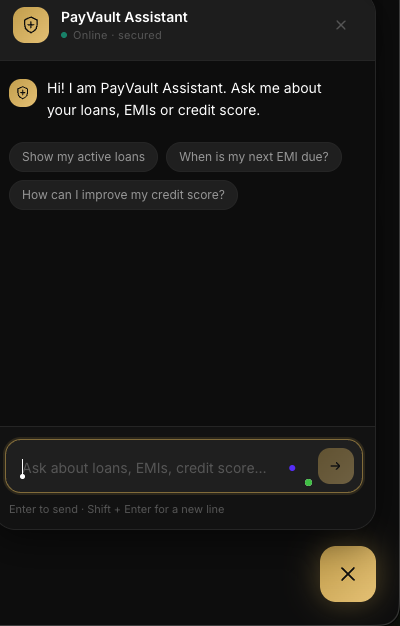 PayVault Assistant
Online · secured
Hi! I am PayVault Assistant. Ask me about
your loans, EMIs or credit score.
Show my active loans
When is my next EMI due?
How can I improve my credit score?
Ask about loans, EMIs, credit score...
Enter to send · Shift + Enter for a new line